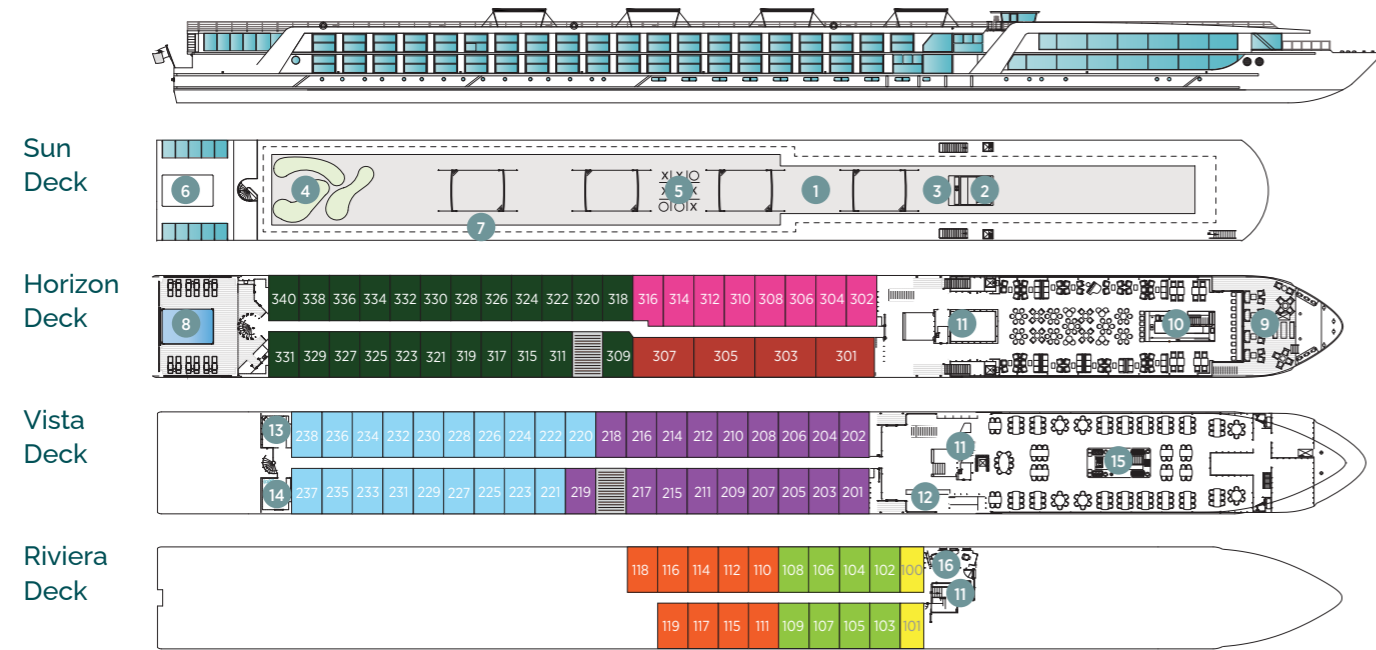 Sun
Deck
6 4 7 5 1 3 2
XIXIO
OIOIX
Horizon
Deck
340 338 336 334 332 330 328 326 324 322 320 318 316 314 312 310 308 306 304 302
8 11 10 9
331 329 327 325 323 321 319 317 315 311 309 307 305 303 301
Vista
Deck
13
238 236 234 232 230 228 226 224 222 220 218 216 214 212 210 208 206 204 202
11 15
14 237 235 233 231 229 227 225 223 221 219 217 215 211 209 207 205 203 201 12
Riviera
Deck
118 116 114 112 110 108 106 104 102 100 16
11
119 117 115 111 109 107 105 103 101